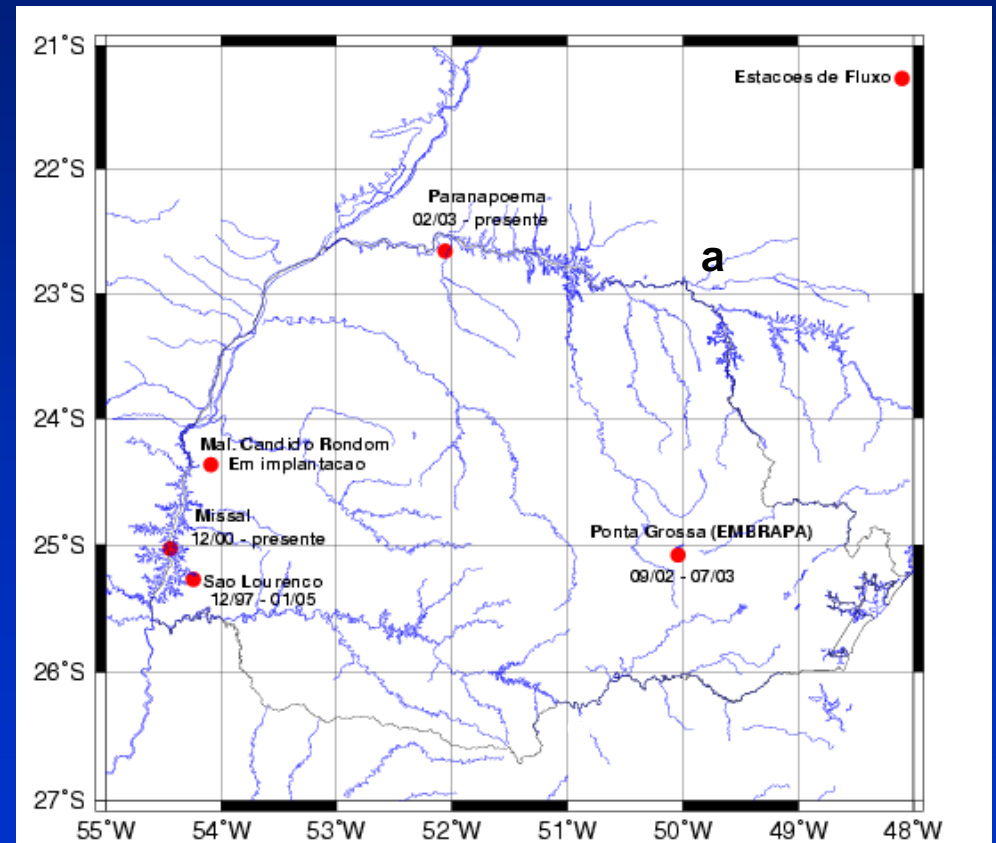 21°S
Estacoes de Fluxo
22°S
Paranapoema
02/03 - presente
a
23°S
24°S
Mal. Candido Rondom
Em implantacao
Missal
12/00 - presente
25°S
Ponta Grossa (EMBRAPA)
09/02 - 07/03
Sao Lourenco
12/97 - 01/05
26°S
27°S
55°W 54°W 53°W 52°W 51°W 50°W 49°W 48°W